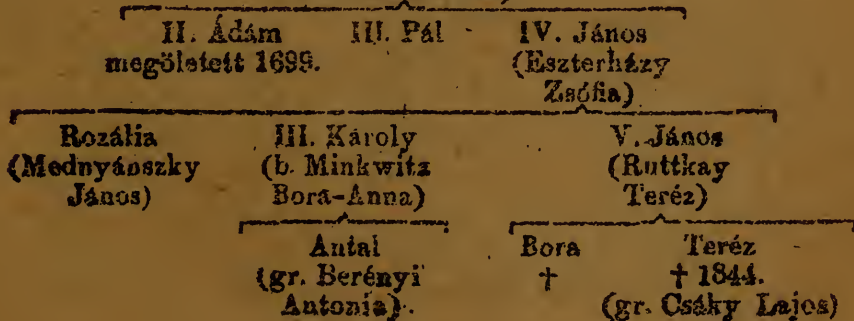 II. Ádám III. Pál IV. János
megöletett 1699. (Eszterházy
Zsófia)
Rozália III. Károly V. János
(Mednyánszky (b. Minkwitz (Ruttkay
János) Bora-Anna) Teréz)
Antal Bora Teréz
(gr. Berényi † † 1844.
Antonia). (gr. Csáky Lajos)